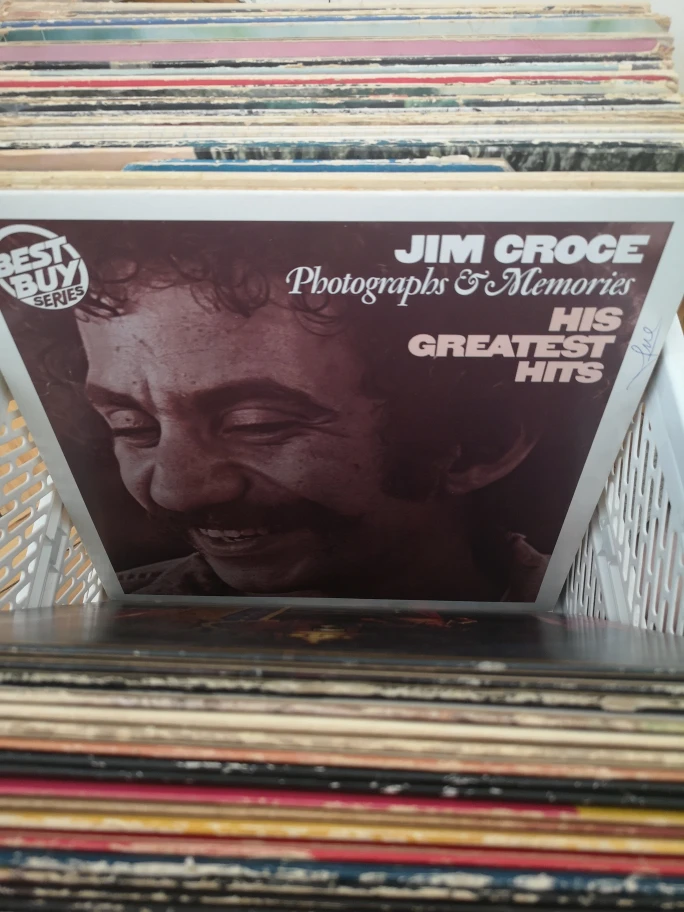 BEST
BUY
SERIES
JIM CROCE
Photographs & Memories
HIS
GREATEST
HITS